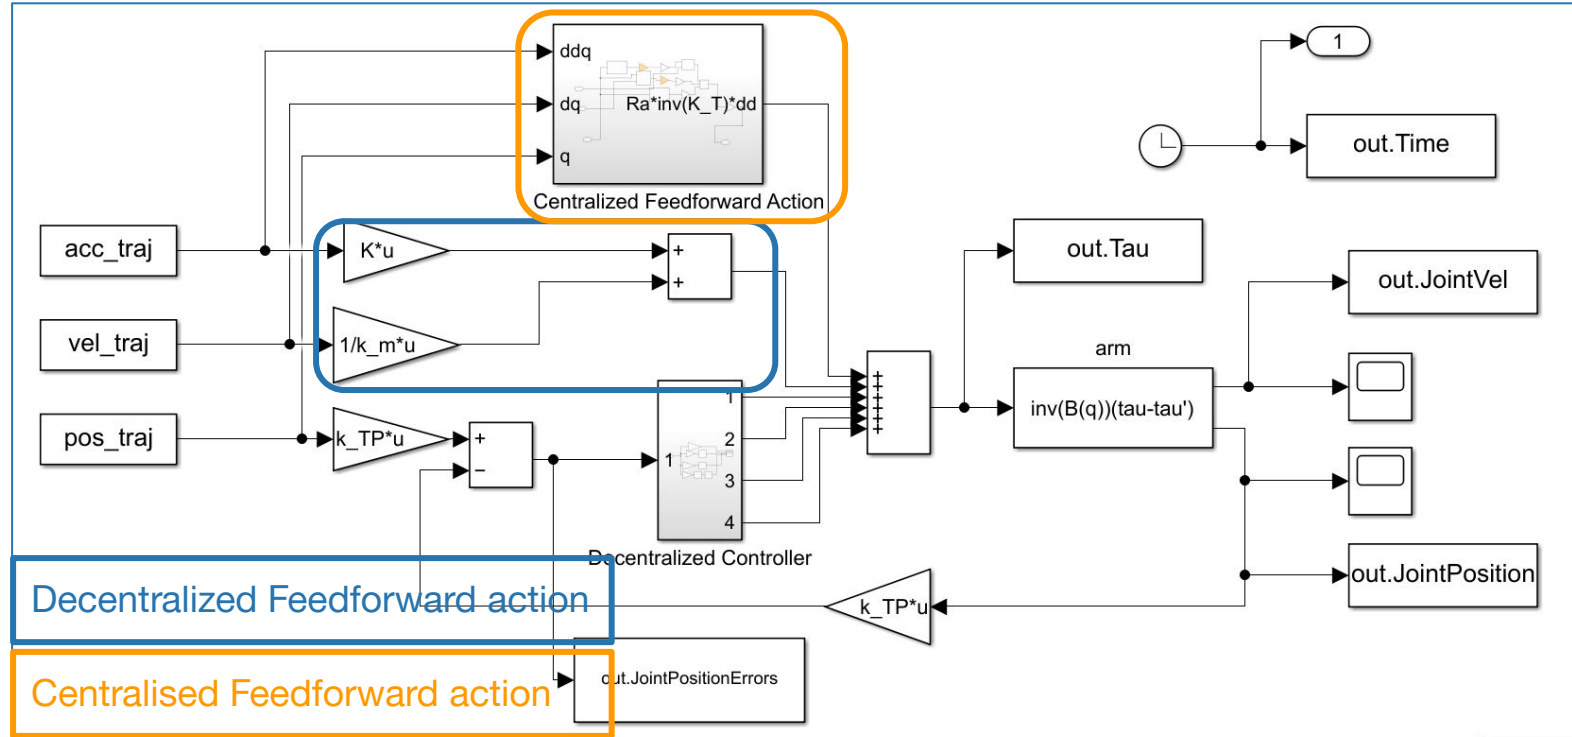 ddq
dq
q
Ra*inv(K_T)*dd
Centralized Feedforward Action
1
out.Time
acc_traj
K*u
+
+
out.Tau
out.JointVel
vel_traj
1/k_m*u
arm
inv(B(q))(tau-tau')
+
+
+
+
+
+
pos_traj
k_TP*u
+
−
1
1
2
3
4
Decentralized Controller
out.JointPosition
k_TP*u
Decentralized Feedforward action
out.JointPositionErrors
Centralised Feedforward action